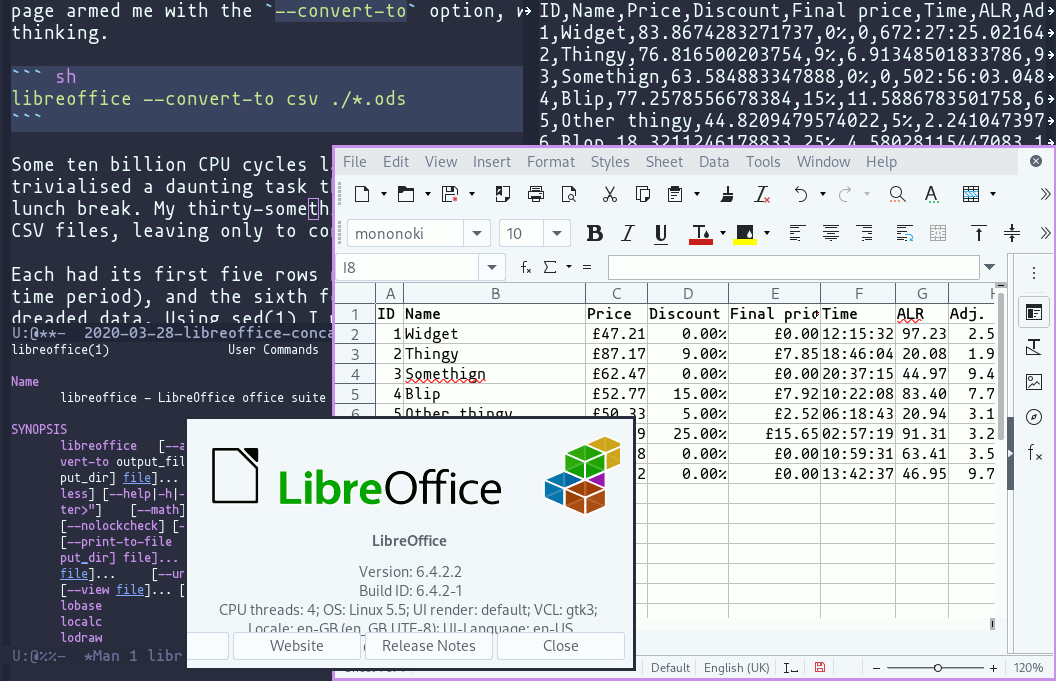 page armed me with the `--convert-to` option, w
thinking.
``` sh
libreoffice --convert-to csv ./*.ods
```
Some ten billion CPU cycles l
trivialised a daunting task th
lunch break. My thirty-somethi
CSV files, leaving only to co
Each had its first five rows
time period), and the sixth f
dreaded data. Using sed(1) I
U:@**- 2020-03-28-libreoffice-conca
libreoffice(1) User Commands
Name
libreoffice - LibreOffice office suite
SYNOPSIS
libreoffice [--a
vert-to output_fil
put_dir] file]...
less] [--help|-h|-
ter>"] [--math]
[--nolockcheck] [-
[--print-to-file
put_dir] file]...
file]... [--un
[--view file]... [
lobase
localc
lodraw
U:@%%- *Man 1 libr
ID,Name,Price,Discount,Final price,Time,ALR,Ad
1,Widget,83.8674283271737,0%,0,672:27:25.02164
2,Thingy,76.816500203754,9%,6.91348501833786,9
3,Somethign,63.584883347888,0%,0,502:56:03.048
4,Blip,77.2578556678384,15%,11.5886783501758,6
5,Other thingy,44.8209479574022,5%,2.241047397
6,Blop,18.3211246178833,25%,4.58028115447083,1
File Edit View Insert Format Styles Sheet Data Tools Window Help
mononoki 10 B I U
I8 fx Σ =
A B C D E F G H
1 ID Name Price Discount Final pric Time ALR Adj.
2 1 Widget £47.21 0.00% £0.00 12:15:32 97.23 2.5
3 2 Thingy £87.17 9.00% £7.85 18:46:04 20.08 1.9
4 3 Somethign £62.47 0.00% £0.00 20:37:15 44.97 9.4
5 4 Blip £52.77 15.00% £7.92 10:22:08 83.40 7.7
6 5 Other thingy £50.33 5.00% £2.52 06:18:43 20.94 3.1
9 25.00% £15.65 02:57:19 91.31 3.2
8 0.00% £0.00 10:59:31 63.41 3.5
2 0.00% £0.00 13:42:37 46.95 9.7
LibreOffice
LibreOffice
Version: 6.4.2.2
Build ID: 6.4.2-1
CPU threads: 4; OS: Linux 5.5; UI render: default; VCL: gtk3;
Locale: en-GB (en_GB.UTF-8); UI-Language: en-US
Website Release Notes Close
Default English (UK) 120%